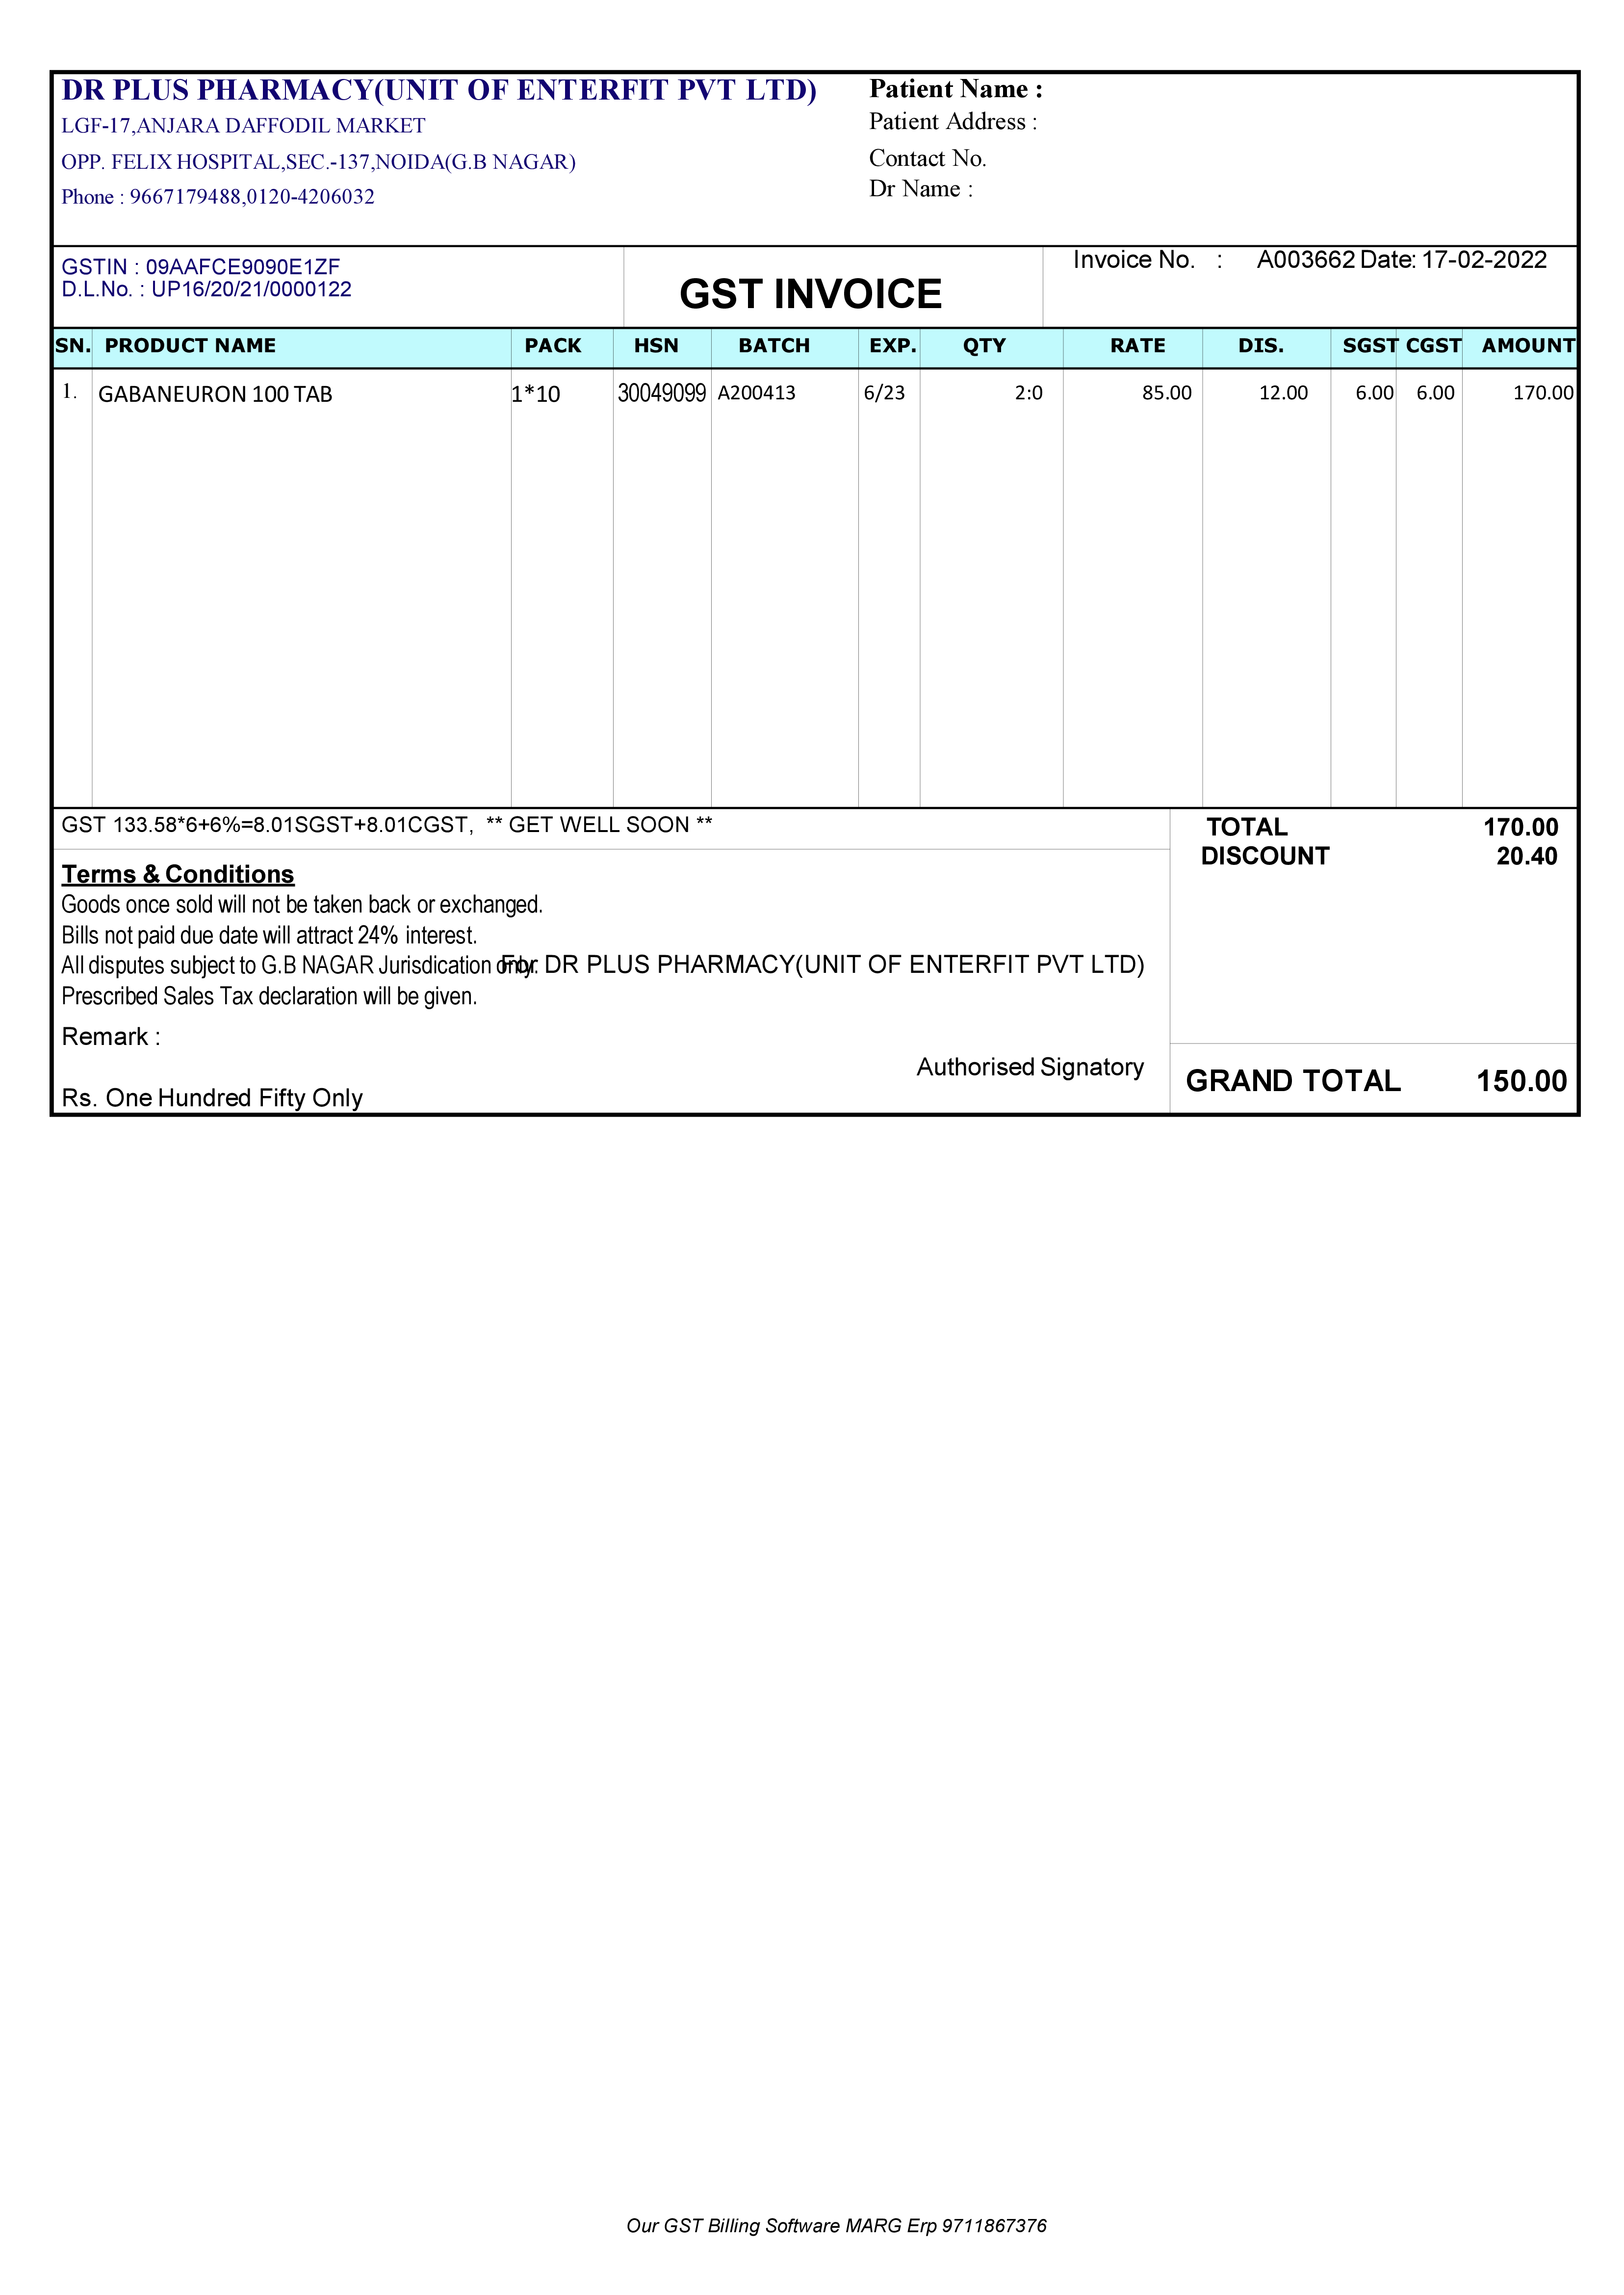 DR PLUS PHARMACY(UNIT OF ENTERFIT PVT LTD)
LGF-17,ANJARA DAFFODIL MARKET
OPP. FELIX HOSPITAL,SEC.-137,NOIDA(G.B NAGAR)
Phone : 9667179488,0120-4206032
Patient Name :
Patient Address :
Contact No.
Dr Name :
GSTIN : 09AAFCE9090E1ZF
D.L.No. : UP16/20/21/0000122
GST INVOICE
Invoice No. : A003662 Date: 17-02-2022
SN. PRODUCT NAME PACK HSN BATCH EXP. QTY RATE DIS. SGST CGST AMOUNT
1. GABANEURON 100 TAB 1*10 30049099 A200413 6/23 2:0 85.00 12.00 6.00 6.00 170.00
GST 133.58*6+6%=8.01SGST+8.01CGST, ** GET WELL SOON **
TOTAL 170.00
DISCOUNT 20.40
Terms & Conditions
Goods once sold will not be taken back or exchanged.
Bills not paid due date will attract 24% interest.
All disputes subject to G.B NAGAR Jurisdication only.
For DR PLUS PHARMACY(UNIT OF ENTERFIT PVT LTD)
Prescribed Sales Tax declaration will be given.
Remark :
Authorised Signatory
Rs. One Hundred Fifty Only
GRAND TOTAL 150.00
Our GST Billing Software MARG Erp 9711867376